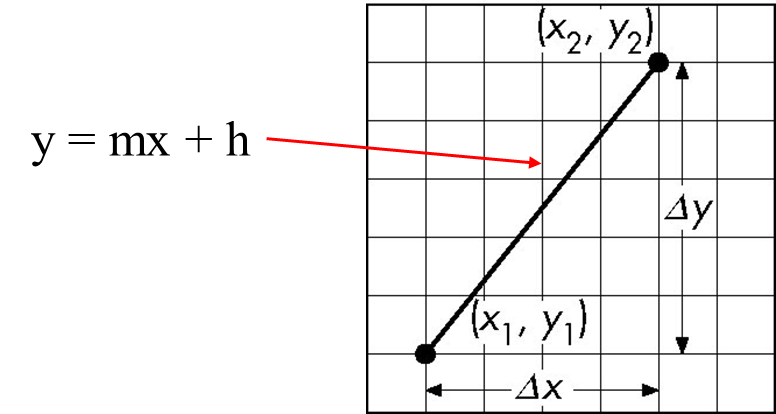 (x₂, y₂)
y = mx + h
Δy
(x₁, y₁)
Δx